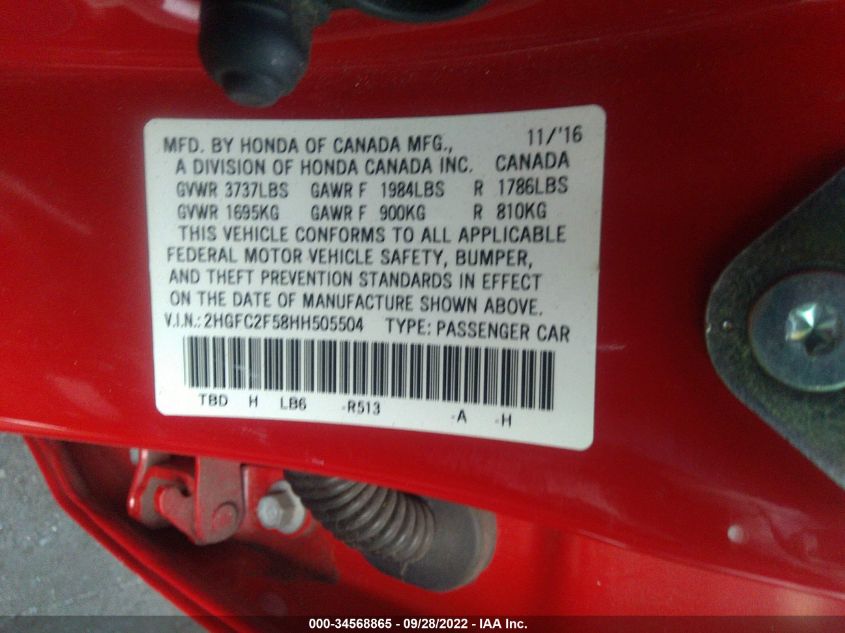 MFD. BY HONDA OF CANADA MFG., 11/'16
A DIVISION OF HONDA CANADA INC. CANADA
GVWR 3737LBS GAWR F 1984LBS R 1786LBS
GVWR 1695KG GAWR F 900KG R 810KG
THIS VEHICLE CONFORMS TO ALL APPLICABLE
FEDERAL MOTOR VEHICLE SAFETY, BUMPER,
AND THEFT PREVENTION STANDARDS IN EFFECT
ON THE DATE OF MANUFACTURE SHOWN ABOVE.
V.I.N.: 2HGFC2F58HH505504 TYPE: PASSENGER CAR
TBD H LB6 -R513 -A -H
000-34568865 - 09/28/2022 - IAA Inc.